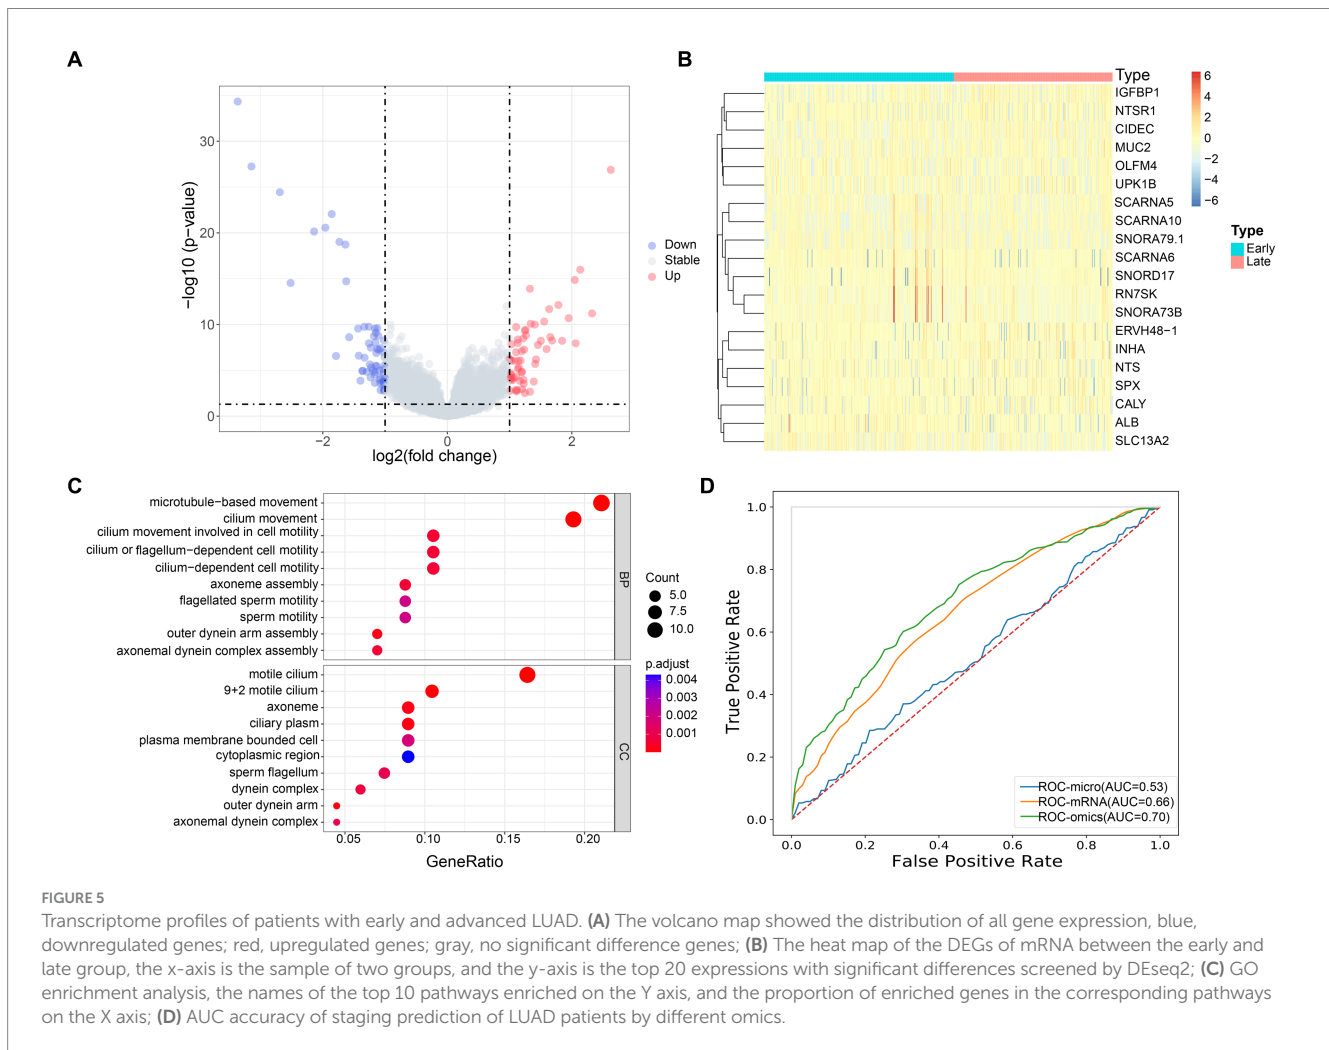 A
30
20
10
0
−2
0
2
−log10 (p−value)
log2(fold change)
Down
Stable
Up
B
Type
IGFBP1
NTSR1
CIDEC
MUC2
OLFM4
UPK1B
SCARNA5
SCARNA10
SNORA79.1
SCARNA6
SNORD17
RN7SK
SNORA73B
ERVH48−1
INHA
NTS
SPX
CALY
ALB
SLC13A2
6
4
2
0
−2
−4
−6
Type
Early
Late
C
microtubule−based movement
cilium movement
cilium movement involved in cell motility
cilium or flagellum−dependent cell motility
cilium−dependent cell motility
axoneme assembly
flagellated sperm motility
sperm motility
outer dynein arm assembly
axonemal dynein complex assembly
BP
motile cilium
9+2 motile cilium
axoneme
ciliary plasm
plasma membrane bounded cell
cytoplasmic region
sperm flagellum
dynein complex
outer dynein arm
axonemal dynein complex
CC
0.05
0.10
0.15
0.20
GeneRatio
Count
5.0
7.5
10.0
p.adjust
0.004
0.003
0.002
0.001
D
1.0
0.8
0.6
0.4
0.2
0.0
True Positive Rate
ROC-micro(AUC=0.53)
ROC-mRNA(AUC=0.66)
ROC-omics(AUC=0.70)
0.0
0.2
0.4
0.6
0.8
1.0
False Positive Rate
FIGURE 5
Transcriptome profiles of patients with early and advanced LUAD. (A) The volcano map showed the distribution of all gene expression, blue,
downregulated genes; red, upregulated genes; gray, no significant difference genes; (B) The heat map of the DEGs of mRNA between the early and
late group, the x-axis is the sample of two groups, and the y-axis is the top 20 expressions with significant differences screened by DEseq2; (C) GO
enrichment analysis, the names of the top 10 pathways enriched on the Y axis, and the proportion of enriched genes in the corresponding pathways
on the X axis; (D) AUC accuracy of staging prediction of LUAD patients by different omics.